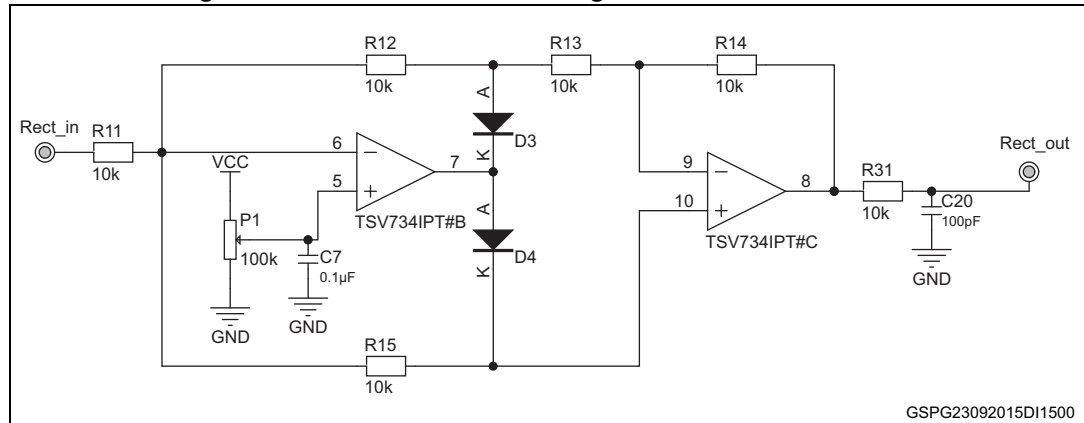 R12
10k
R13
10k
R14
10k
A
D3
K
Rect_in
R11
10k
VCC
P1
100k
C7
0.1µF
GND
GND
6
5
7
TSV734IPT#B
A
D4
K
9
10
8
TSV734IPT#C
R31
10k
Rect_out
C20
100pF
GND
R15
10k
GSPG23092015DI1500